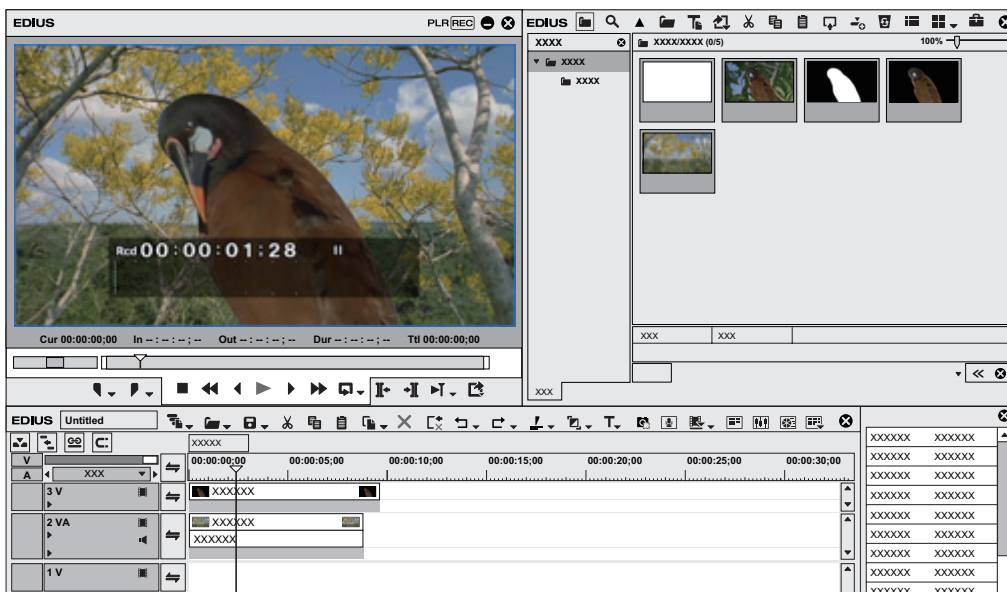 EDIUS PLR REC
Rcd 00:00:01;28
Cur 00:00:00;00 In -- : -- : -- ; -- Out -- : -- : -- ; -- Dur -- : -- : -- ; -- Ttl 00:00:00;00
EDIUS
XXXX
XXXX/XXXX (0/5)
100%
XXXX
XXXX
XXX
XXX
XXX
EDIUS Untitled
XXXXX
V
A
XXX
00:00:00;00 00:00:05;00 00:00:10;00 00:00:15;00 00:00:20;00 00:00:25;00 00:00:30;00
3 V
XXXXXX
2 VA
XXXXXX
XXXXXX
1 V
XXXXXX XXXXXX
XXXXXX XXXXXX
XXXXXX XXXXXX
XXXXXX XXXXXX
XXXXXX XXXXXX
XXXXXX XXXXXX
XXXXXX XXXXXX
XXXXXX XXXXXX
XXXXXX XXXXXX